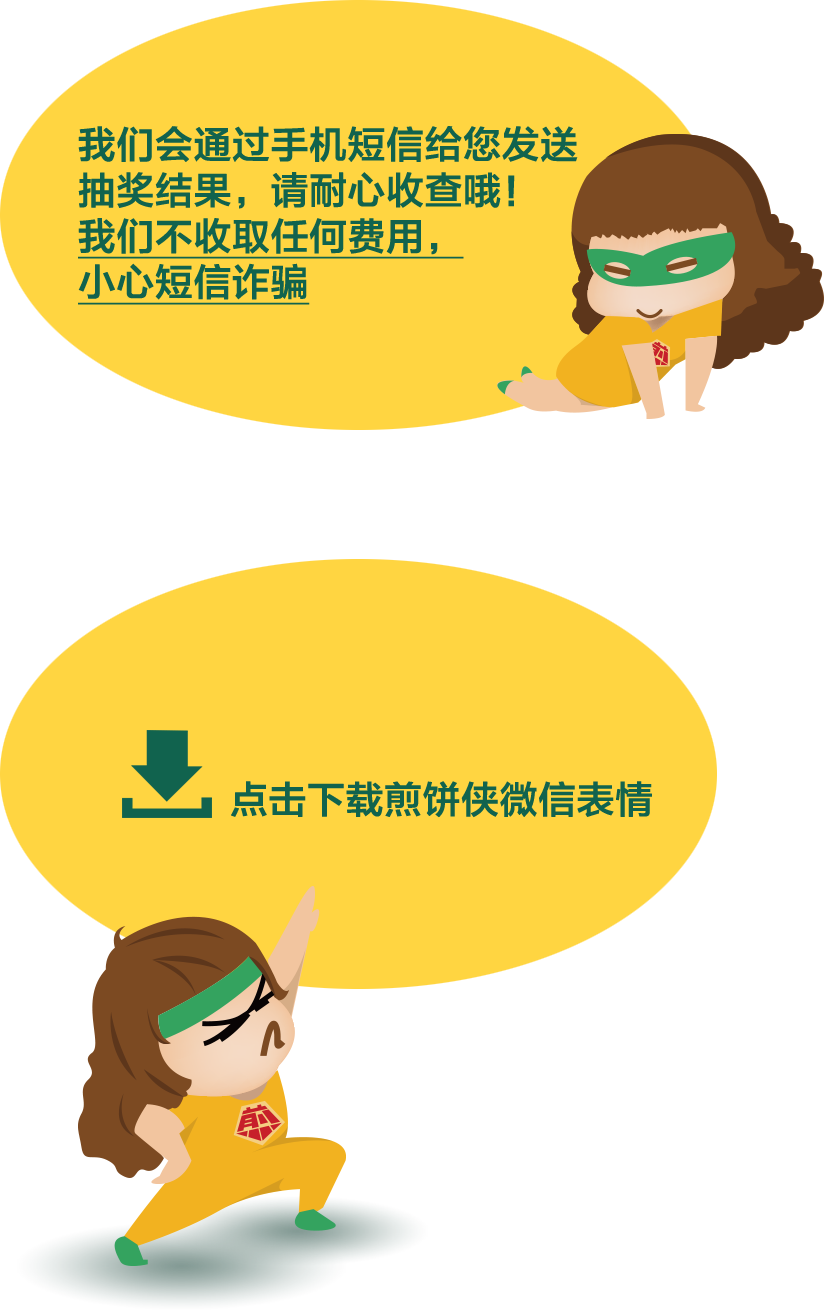 我们会通过手机短信给您发送
抽奖结果，请耐心收查哦！
我们不收取任何费用，
小心短信诈骗
煎
点击下载煎饼侠微信表情
煎